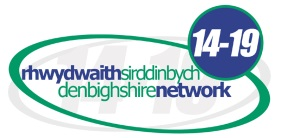 14-19
rhwydwaithsirddinbych
denbighshirenetwork